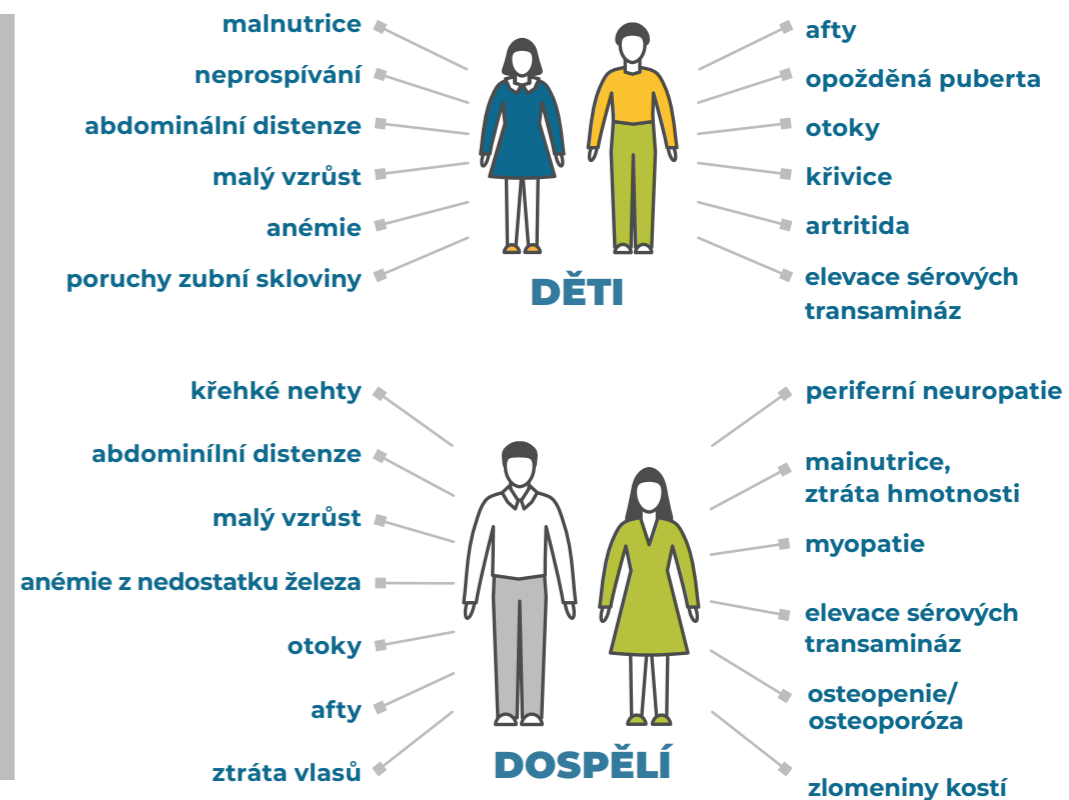 malnutrice
neprospívání
abdominální distenze
malý vzrůst
anémie
poruchy zubní skloviny
afty
opožděná puberta
otoky
křivice
artritida
elevace sérových
transamináz
DĚTI
křehké nehty
abdominílní distenze
malý vzrůst
anémie z nedostatku železa
otoky
afty
ztráta vlasů
periferní neuropatie
mainutrice,
ztráta hmotnosti
myopatie
elevace sérových
transamináz
osteopenie/
osteoporóza
zlomeniny kostí
DOSPĚLÍ